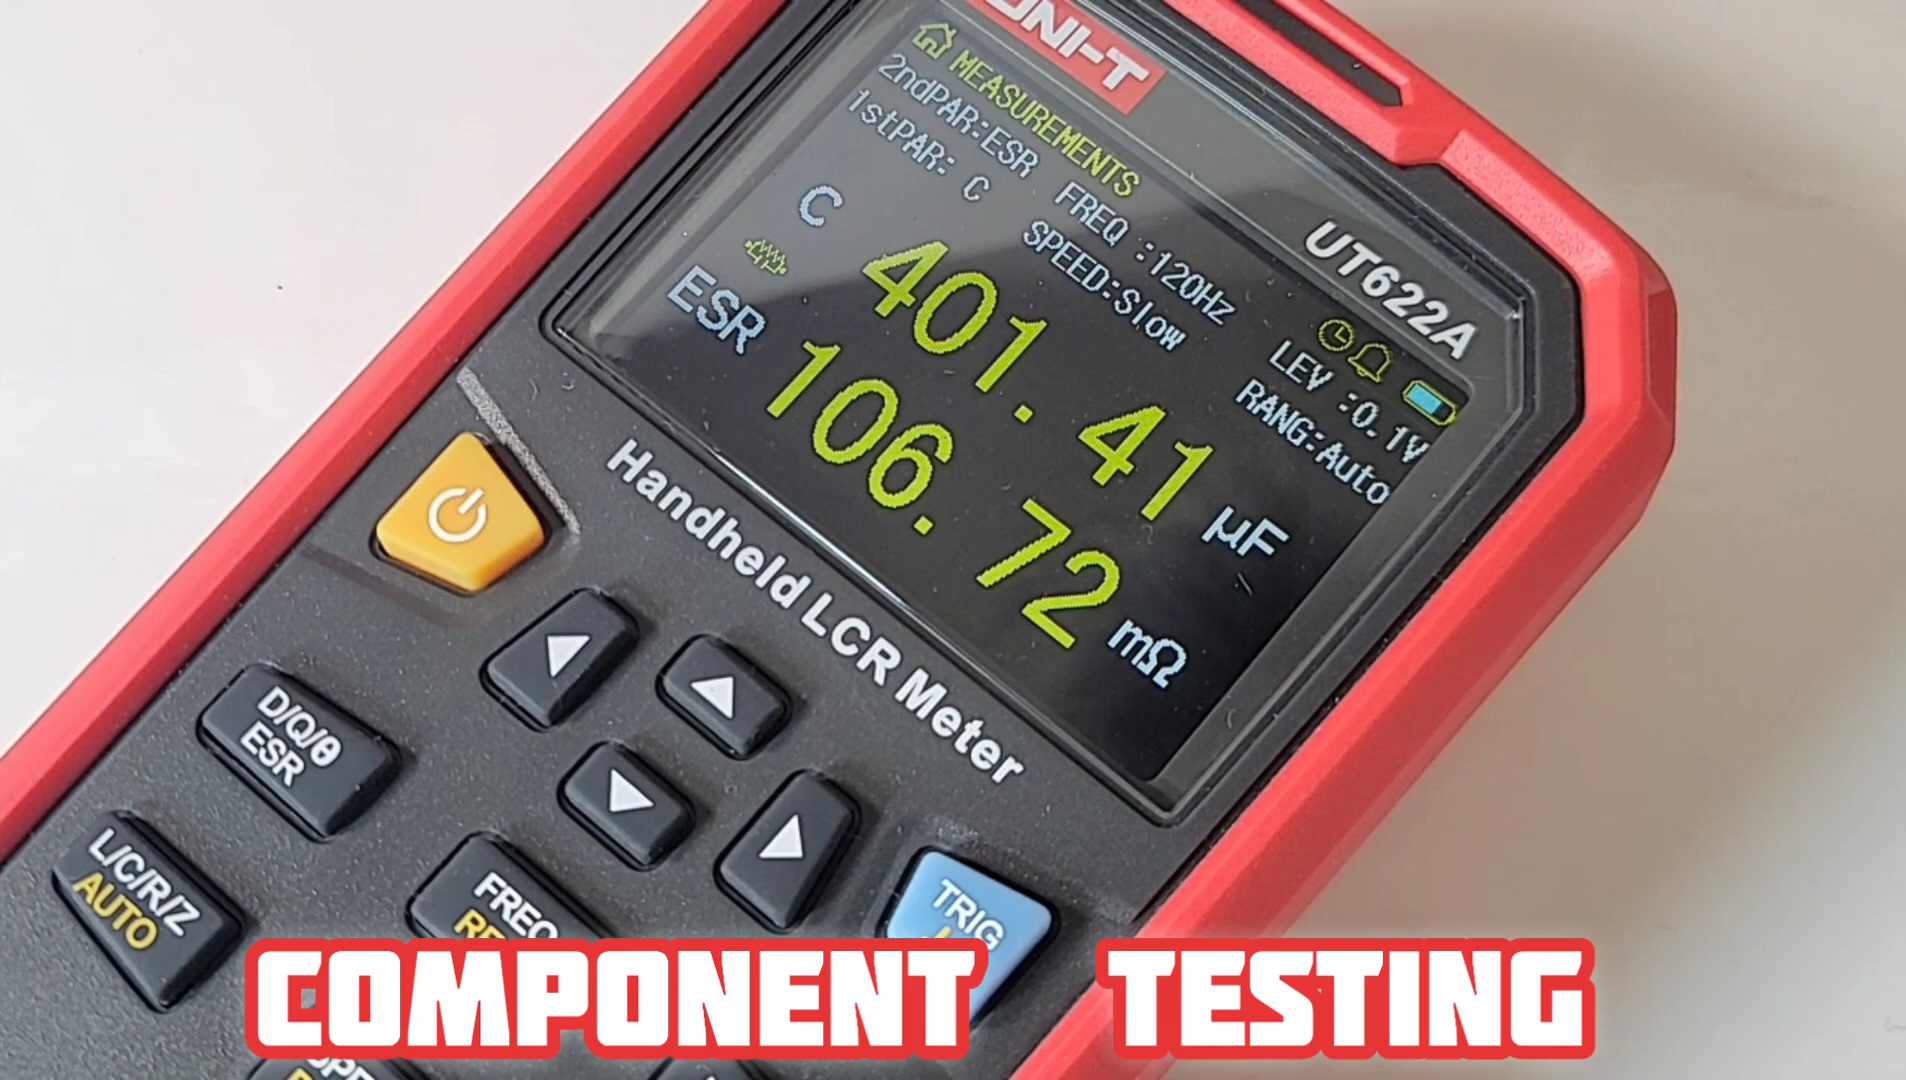 UNI-T
UT622A
MEASUREMENTS
2ndPAR:ESR FREQ :120Hz LEV :0.1V
1stPAR: C SPEED:Slow RANG:Auto
C 401.41 µF
ESR 106.72 mΩ
Handheld LCR Meter
D/Q/θ
ESR
L/C/R/Z
AUTO
FREQ
TRIG
COMPONENT TESTING